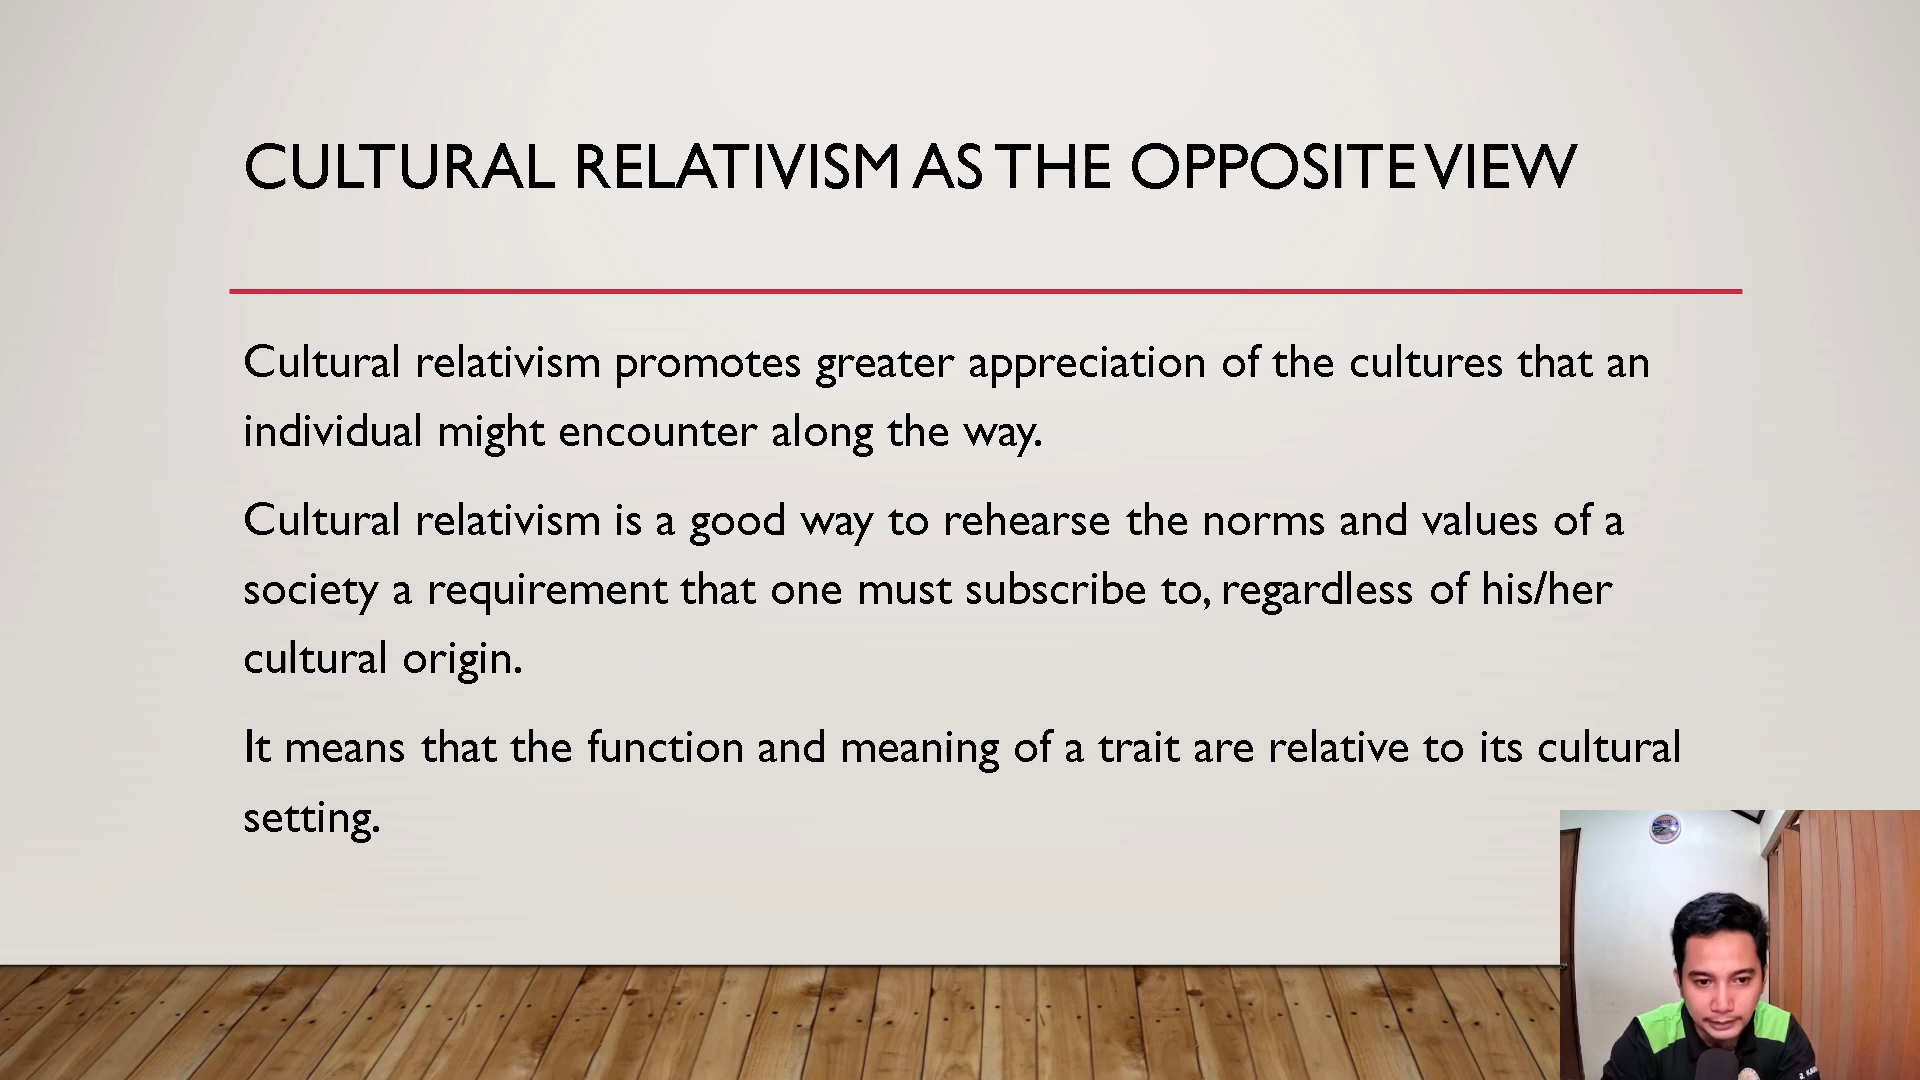 CULTURAL RELATIVISM AS THE OPPOSITE VIEW
Cultural relativism promotes greater appreciation of the cultures that an
individual might encounter along the way.
Cultural relativism is a good way to rehearse the norms and values of a
society a requirement that one must subscribe to, regardless of his/her
cultural origin.
It means that the function and meaning of a trait are relative to its cultural
setting.